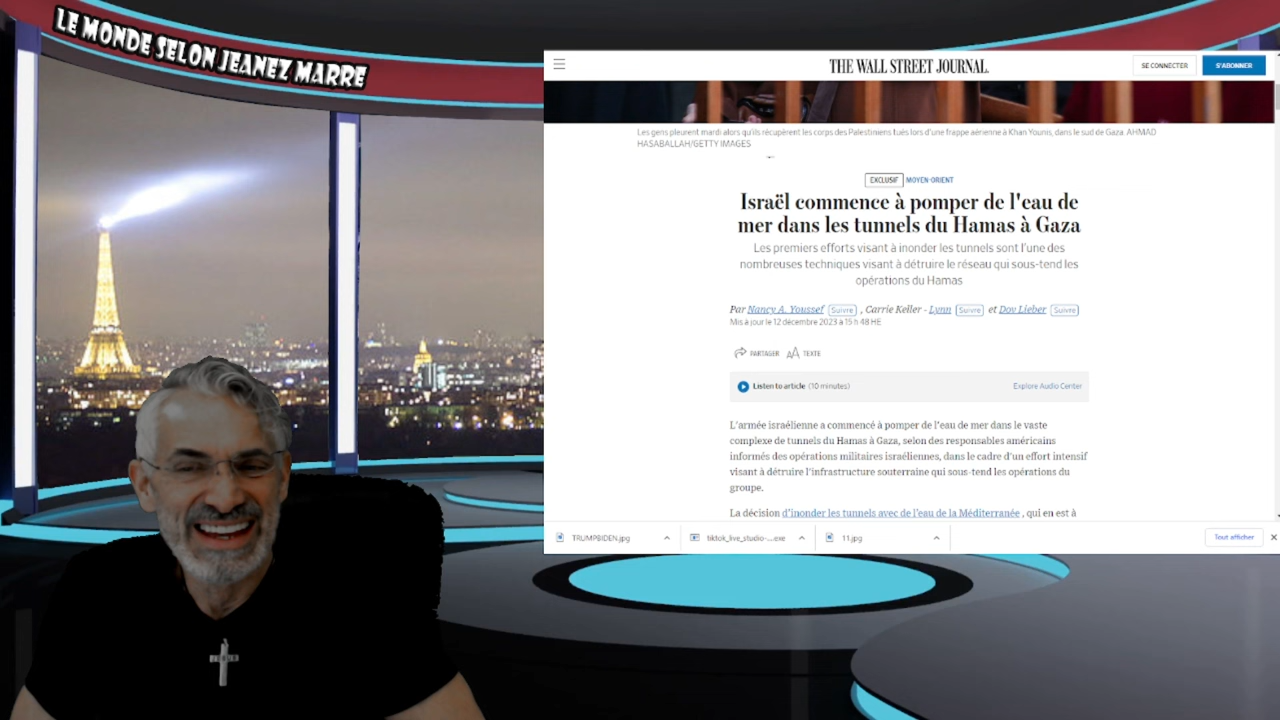 LE MONDE SELON JEANEZ MARRE
THE WALL STREET JOURNAL.
SE CONNECTER
S'ABONNER
Les gens pleurent mardi alors qu'ils récupèrent les corps des Palestiniens tués lors d'une frappe aérienne à Khan Younis, dans le sud de Gaza. AHMAD
HASABALLAH/GETTY IMAGES
EXCLUSIF MOYEN-ORIENT
Israël commence à pomper de l'eau de
mer dans les tunnels du Hamas à Gaza
Les premiers efforts visant à inonder les tunnels sont l'une des
nombreuses techniques visant à détruire le réseau qui sous-tend les
opérations du Hamas
Par Nancy A. Youssef Suivre , Carrie Keller - Lynn Suivre et Dov Lieber Suivre
Mis à jour le 12 décembre 2023 à 15 h 48 HE
PARTAGER AA TEXTE
Listen to article (10 minutes)
Explore Audio Center
L'armée israélienne a commencé à pomper de l'eau de mer dans le vaste
complexe de tunnels du Hamas à Gaza, selon des responsables américains
informés des opérations militaires israéliennes, dans le cadre d'un effort intensif
visant à détruire l'infrastructure souterraine qui sous-tend les opérations du
groupe.
La décision d'inonder les tunnels avec de l'eau de la Méditerranée , qui en est à
TRUMPBIDEN.jpg
tiktok_live_studio-....exe
11.jpg
Tout afficher